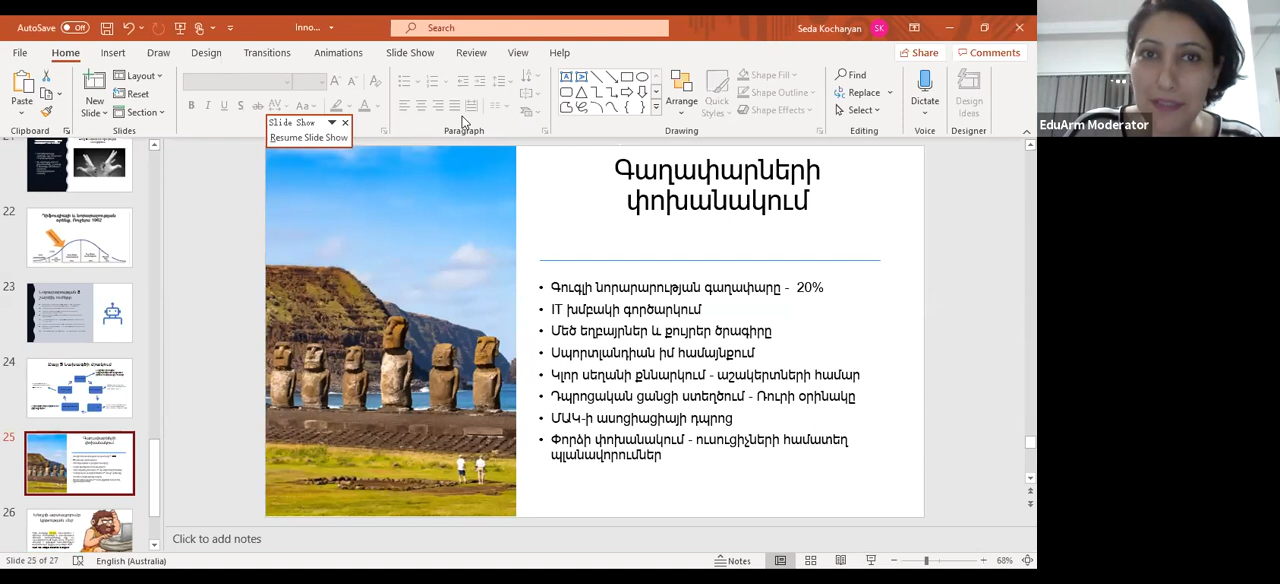 AutoSave Off Inno... Search Seda Kocharyan SK
File Home Insert Draw Design Transitions Animations Slide Show Review View Help Share Comments
Paste New Slide Layout Reset Section Arrange Quick Styles Shape Fill Shape Outline Shape Effects Find Replace Select Dictate Design Ideas
Clipboard Slides Paragraph Drawing Editing Voice Designer
Slide Show
Resume Slide Show
EduArm Moderator
22
23
24
25
26
Գաղափարների
փոխանակում
• Գուգլի նորարարության գաղափարը - 20%
• IT խմբակի գործարկում
• Մեծ եղբայրներ և քույրեր ծրագիրը
• Սպորտլանդիան իմ համայնքում
• Կլոր սեղանի քննարկում - աշակերտների համար
• Դպրոցական ցանցի ստեղծում - Ռուրի օրինակը
• ՄԱԿ-ի ասոցիացիայի դպրոց
• Փորձի փոխանակում - ուսուցիչների համատեղ
պլանավորումներ
Click to add notes
Slide 25 of 27 English (Australia) Notes 68%